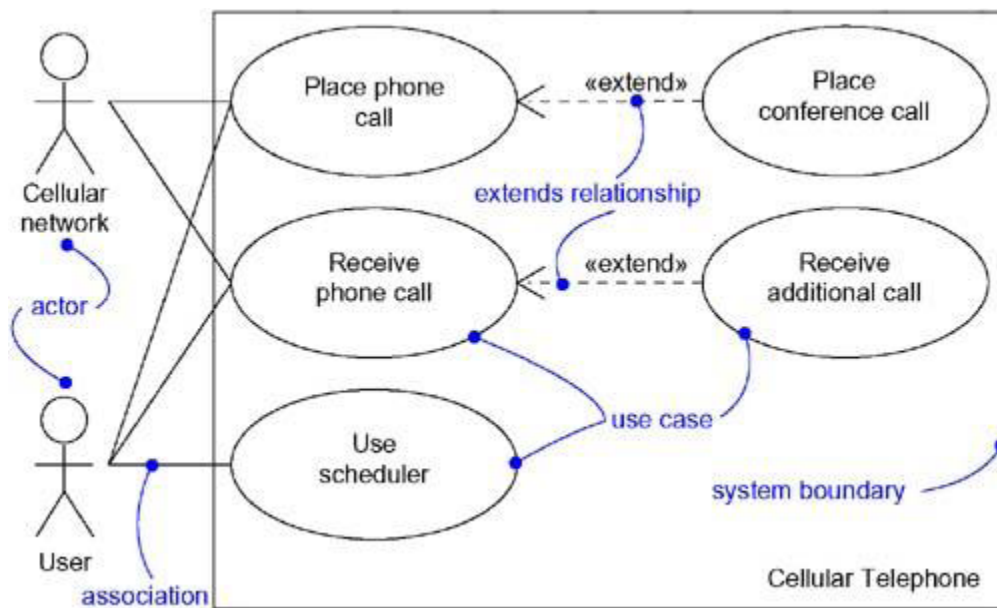 Place phone
call
«extend»
Place
conference call
Cellular
network
extends relationship
actor
Receive
phone call
«extend»
Receive
additional call
use case
Use
scheduler
system boundary
User
association
Cellular Telephone